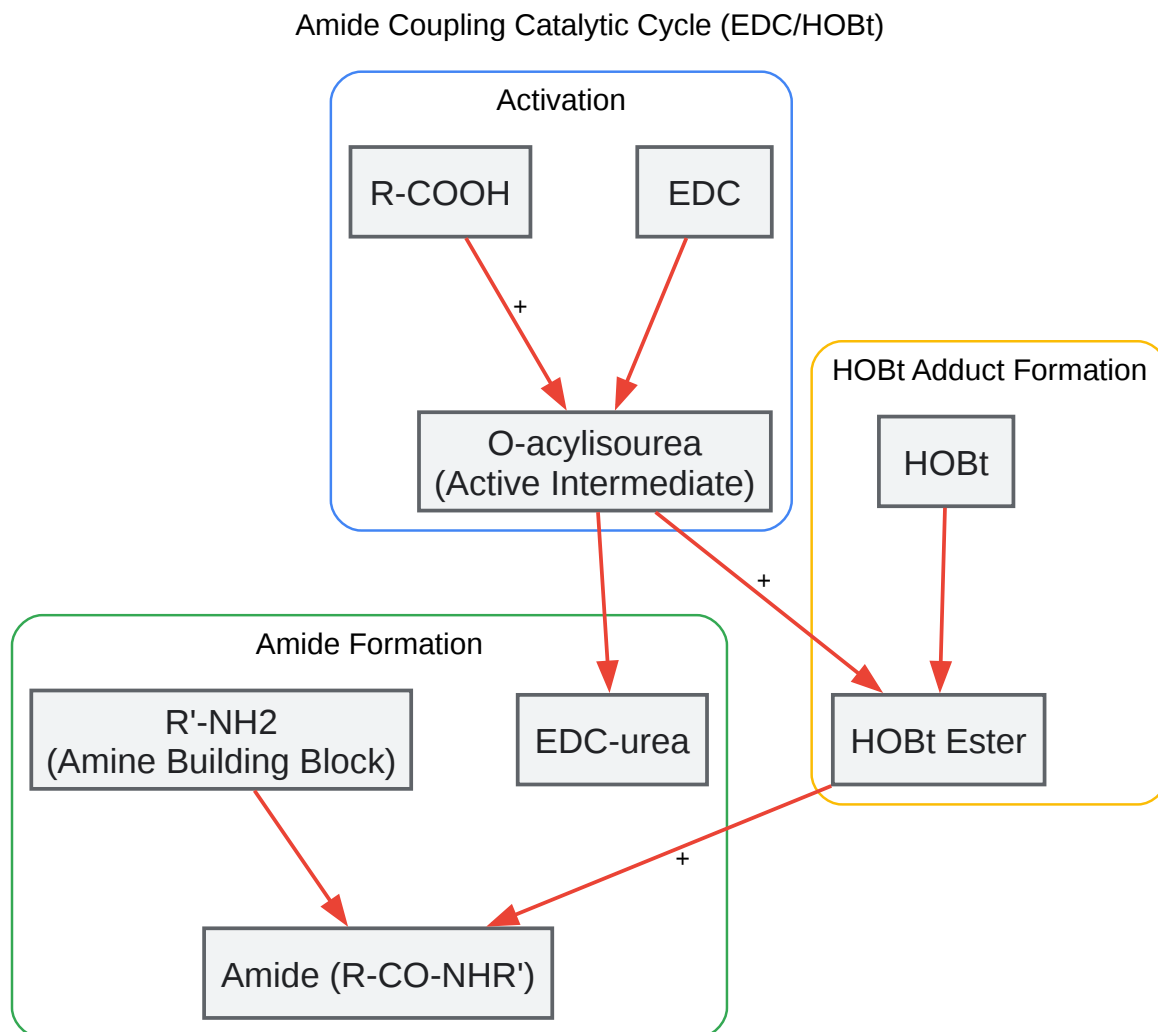 Amide Coupling Catalytic Cycle (EDC/HOBt)
Activation
R-COOH
EDC
+
O-acylisourea
(Active Intermediate)
HOBt Adduct Formation
HOBt
+
Amide Formation
R'-NH2
(Amine Building Block)
EDC-urea
HOBt Ester
+
Amide (R-CO-NHR')